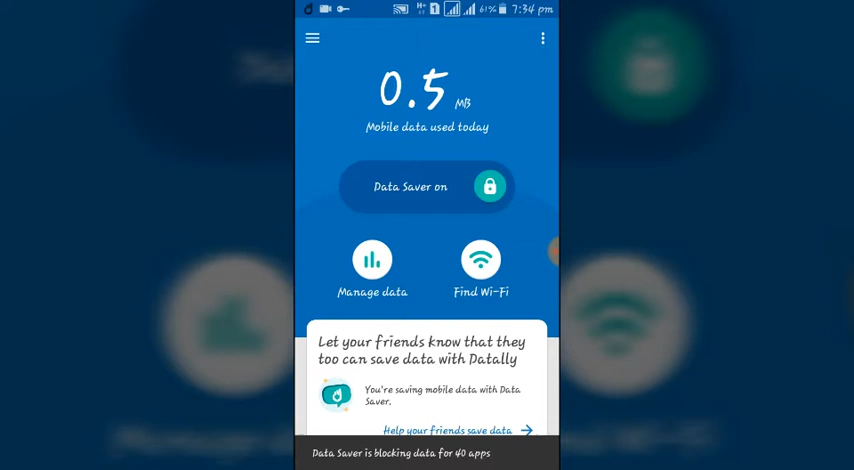 H+ 1 61% 7:34 pm
0.5 MB
Mobile data used today
Data Saver on
Manage data Find Wi-Fi
Let your friends know that they
too can save data with Datally
You're saving mobile data with Data
Saver.
Help your friends save data
Data Saver is blocking data for 40 apps